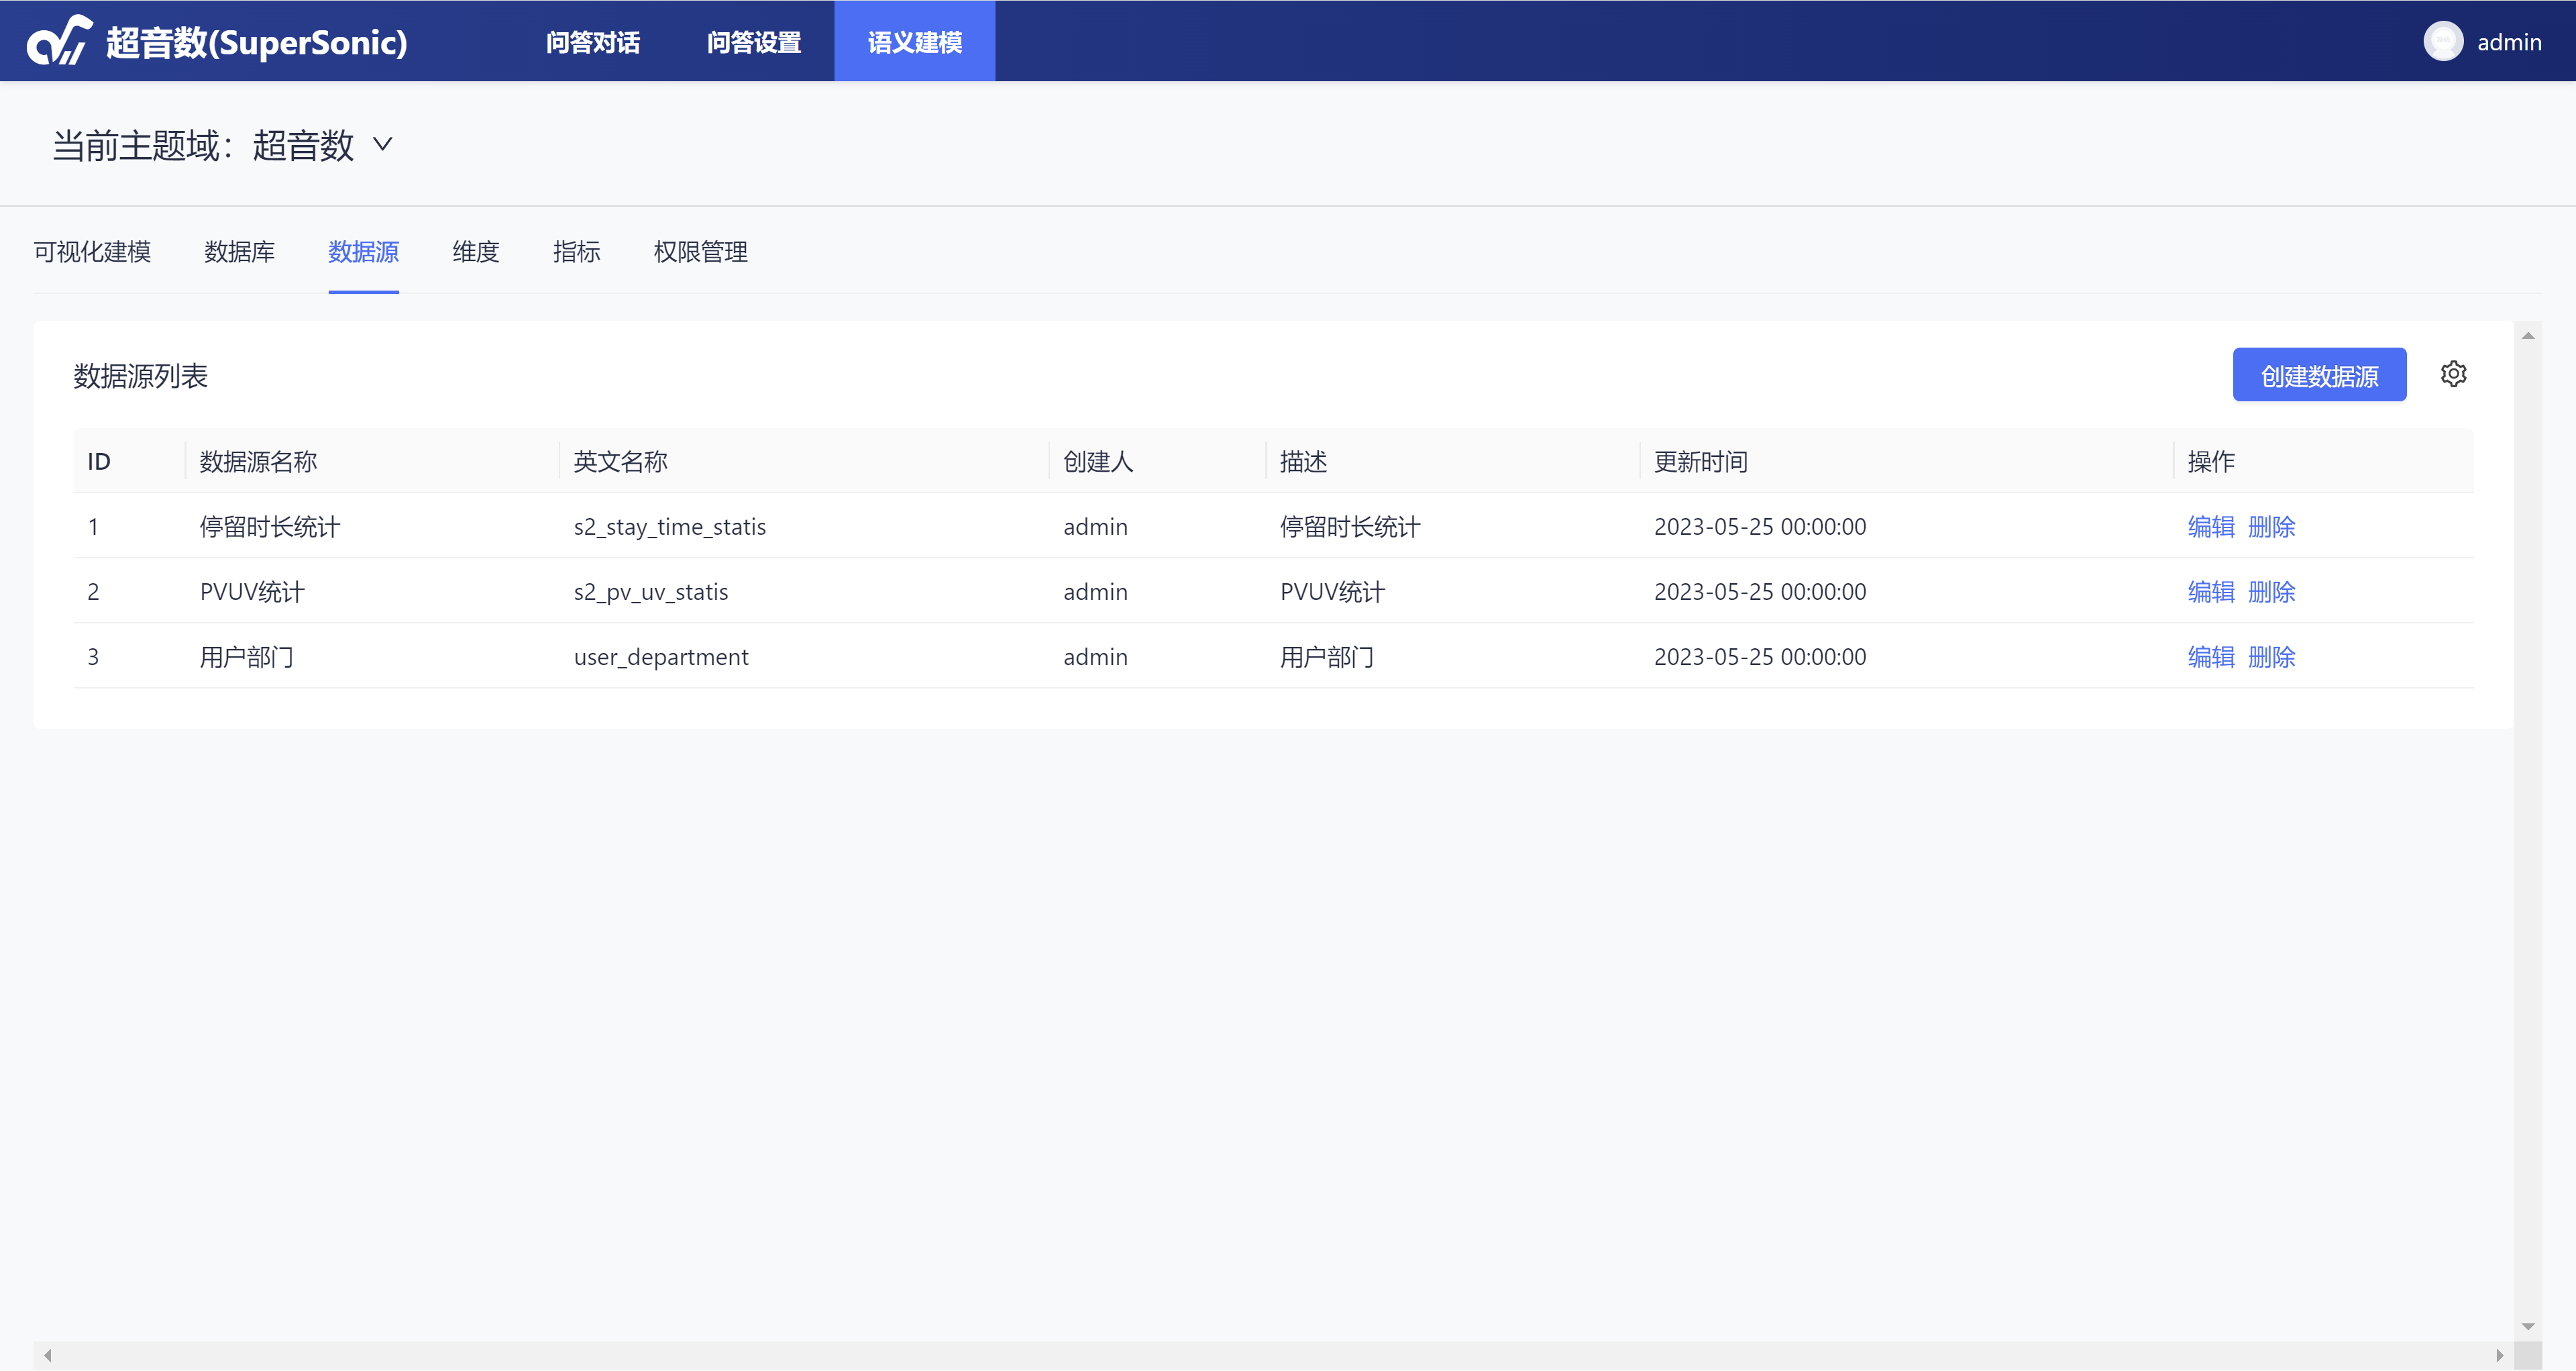 超音数(SuperSonic) 问答对话 问答设置 语义建模 admin
当前主题域：超音数
可视化建模 数据库 数据源 维度 指标 权限管理
数据源列表 创建数据源
ID 数据源名称 英文名称 创建人 描述 更新时间 操作
1 停留时长统计 s2_stay_time_statis admin 停留时长统计 2023-05-25 00:00:00 编辑 删除
2 PVUV统计 s2_pv_uv_statis admin PVUV统计 2023-05-25 00:00:00 编辑 删除
3 用户部门 user_department admin 用户部门 2023-05-25 00:00:00 编辑 删除